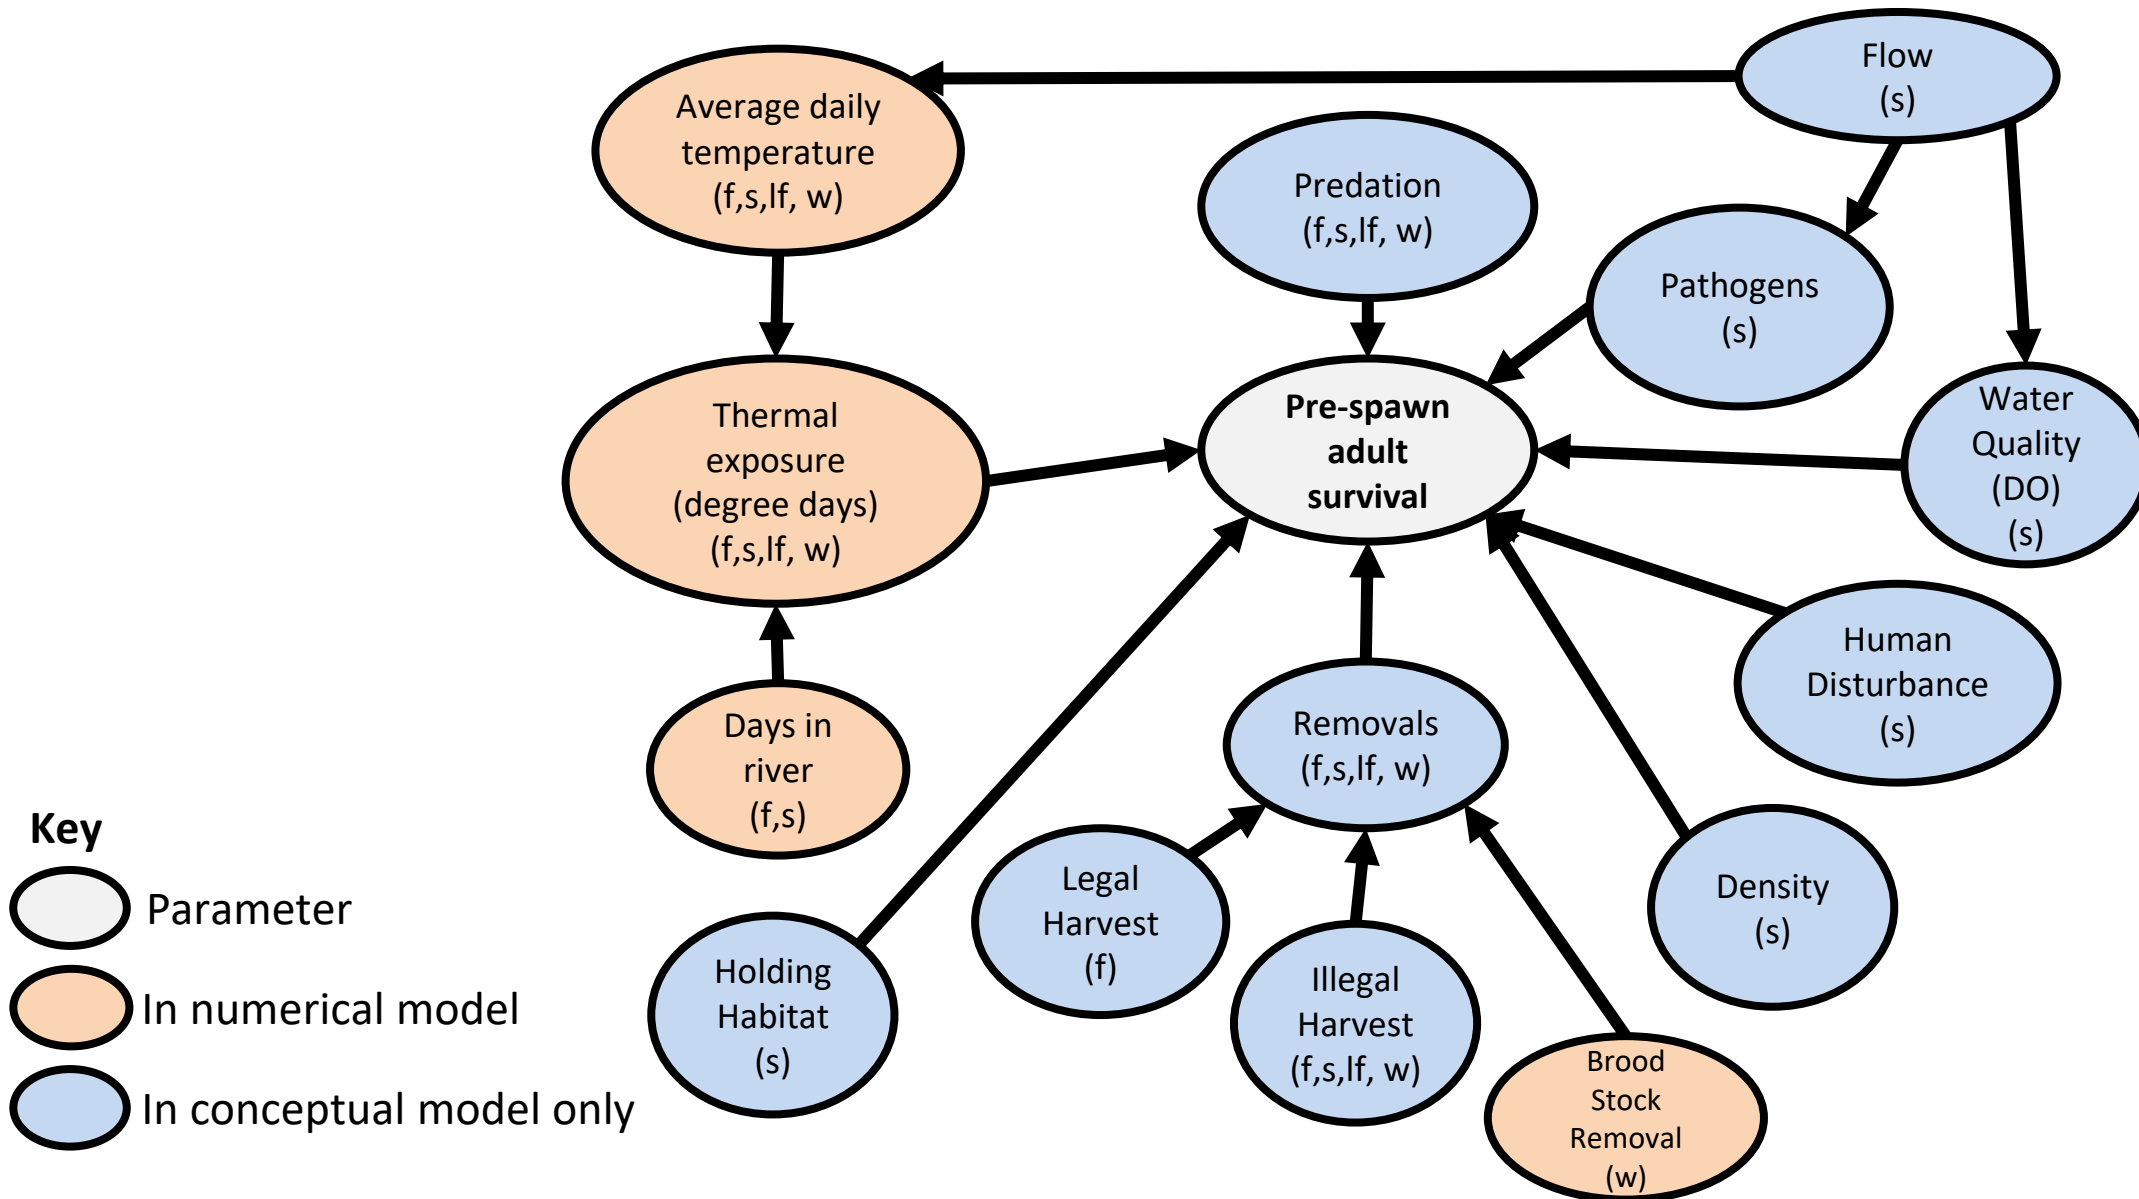 Flow
(s)
Average daily
temperature
(f,s,lf, w)
Predation
(f,s,lf, w)
Pathogens
(s)
Thermal
exposure
(degree days)
(f,s,lf, w)
Pre-spawn
adult
survival
Water
Quality
(DO)
(s)
Human
Disturbance
(s)
Days in
river
(f,s)
Removals
(f,s,lf, w)
Legal
Harvest
(f)
Density
(s)
Holding
Habitat
(s)
Illegal
Harvest
(f,s,lf, w)
Brood
Stock
Removal
(w)
Key
Parameter
In numerical model
In conceptual model only